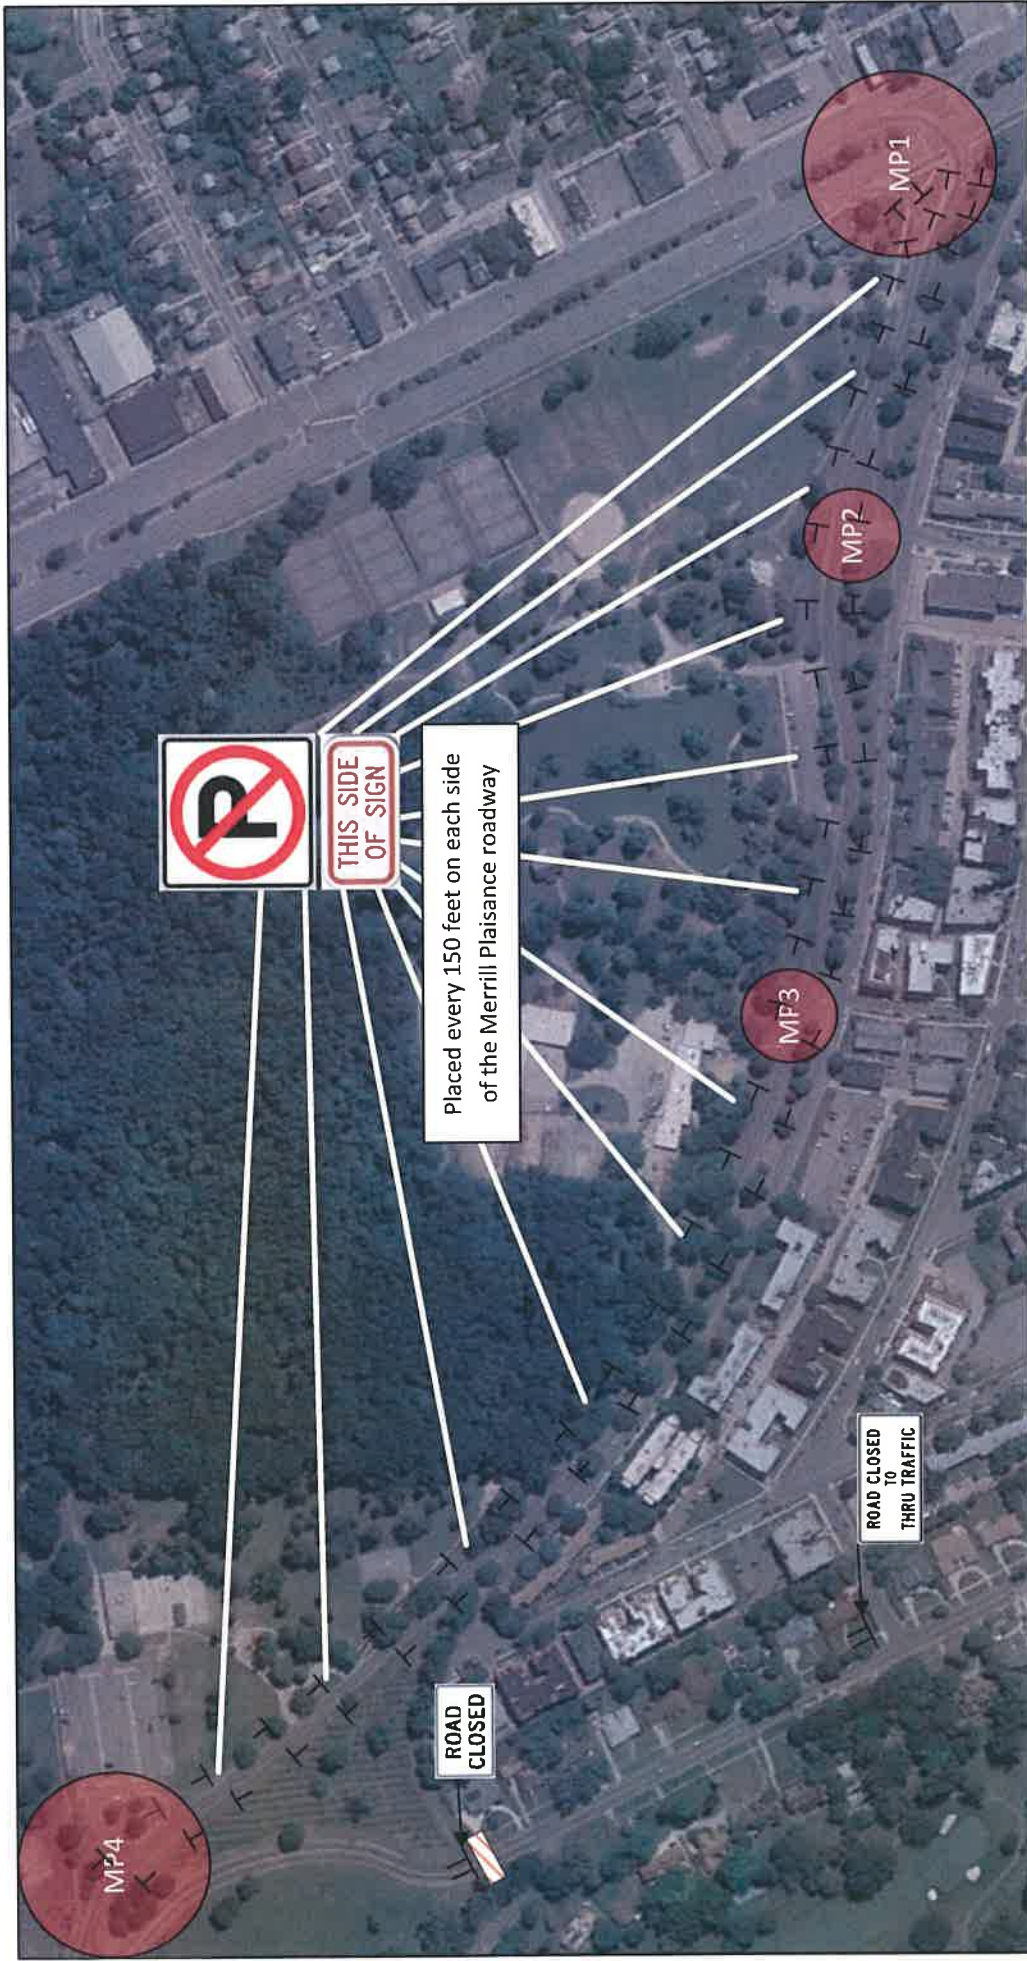 P
THIS SIDE
OF SIGN
Placed every 150 feet on each side
of the Merrill Plaisance roadway
MP1
MP2
MP3
MP4
ROAD
CLOSED
ROAD CLOSED
TO
THRU TRAFFIC